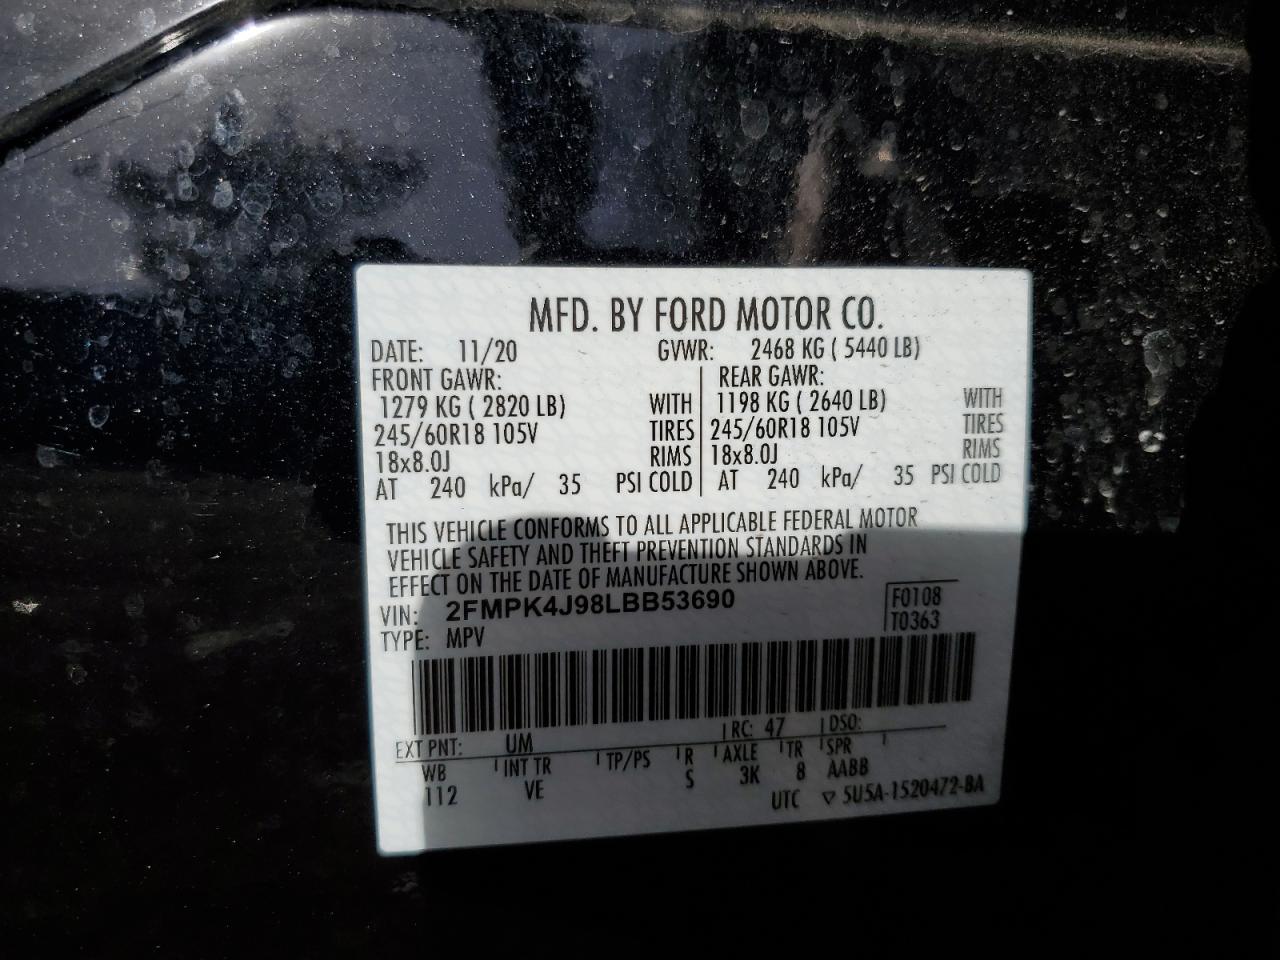 MFD. BY FORD MOTOR CO.
DATE: 11/20 GVWR: 2468 KG ( 5440 LB)
FRONT GAWR: REAR GAWR:
1279 KG ( 2820 LB) WITH 1198 KG ( 2640 LB) WITH
245/60R18 105V TIRES 245/60R18 105V TIRES
18x8.0J RIMS 18x8.0J RIMS
AT 240 kPa/ 35 PSI COLD AT 240 kPa/ 35 PSI COLD
THIS VEHICLE CONFORMS TO ALL APPLICABLE FEDERAL MOTOR
VEHICLE SAFETY AND THEFT PREVENTION STANDARDS IN
EFFECT ON THE DATE OF MANUFACTURE SHOWN ABOVE.
VIN: 2FMPK4J98LBB53690 F0108
TYPE: MPV T0363
EXT PNT: UM RC: 47 DSO:
WB INT TR TP/PS R AXLE TR SPR
112 VE S 3K 8 AABB
UTC ▽ 5U5A-1520472-BA